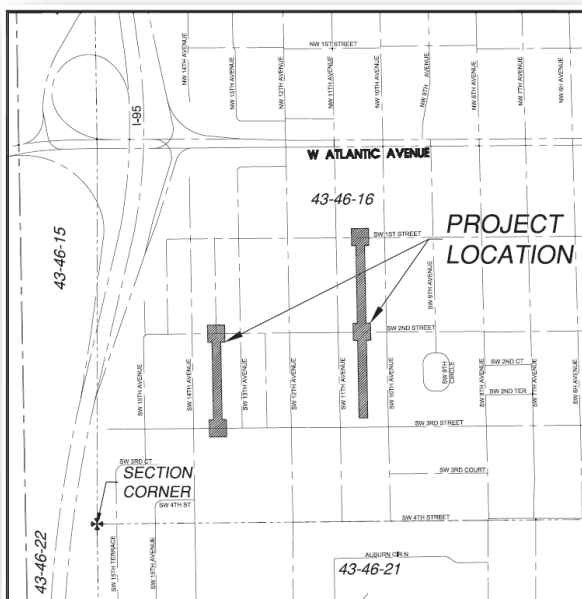 NW 1ST STREET
NW 14TH AVENUE
NW 13TH AVENUE
NW 12TH AVENUE
NW 11TH AVENUE
NW 10TH AVENUE
NW 9TH AVENUE
NW 8TH AVENUE
NW 7TH AVENUE
NW 6TH AVENUE
I-95
W ATLANTIC AVENUE
43-46-16
43-46-15
SW 1ST STREET
PROJECT
LOCATION
SW 9TH AVENUE
SW 2ND STREET
SW 15TH AVENUE
SW 14TH AVENUE
SW 13TH AVENUE
SW 12TH AVENUE
SW 11TH AVENUE
SW 10TH AVENUE
SW 9TH
CIRCLE
SW 8TH AVENUE
SW 2ND CT
SW 2ND TER
SW 7TH AVENUE
SW 6TH AVENUE
SW 3RD STREET
SW 3RD CT
SECTION
CORNER
SW 3RD COURT
SW 4TH ST
SW 4TH STREET
43-46-22
SW 15TH TERRACE
SW 15TH AVENUE
AUBURN CIR N
43-46-21